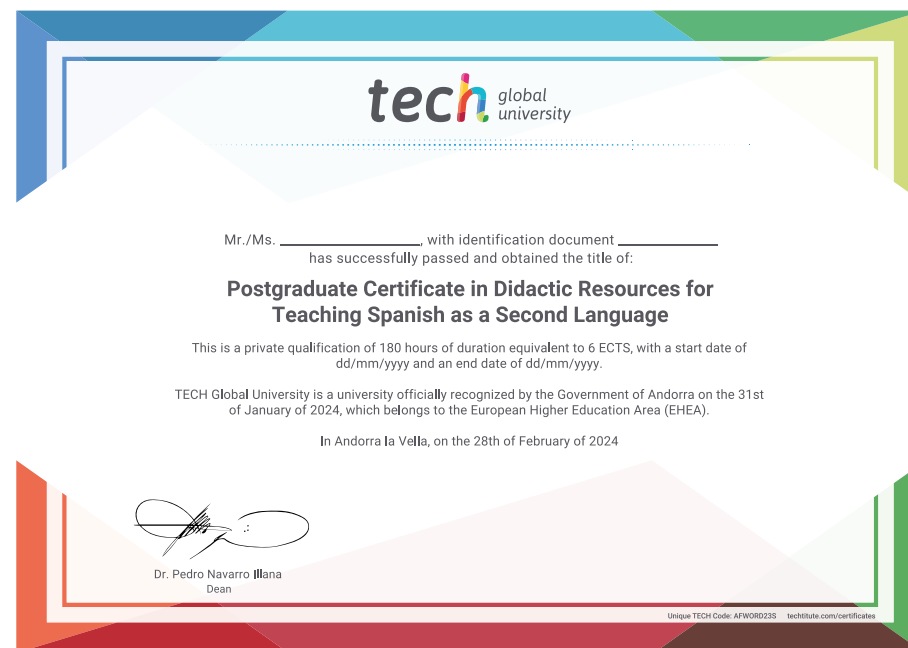 tech global university
Mr./Ms. ____________________, with identification document ______________
has successfully passed and obtained the title of:
Postgraduate Certificate in Didactic Resources for
Teaching Spanish as a Second Language
This is a private qualification of 180 hours of duration equivalent to 6 ECTS, with a start date of
dd/mm/yyyy and an end date of dd/mm/yyyy.
TECH Global University is a university officially recognized by the Government of Andorra on the 31st
of January of 2024, which belongs to the European Higher Education Area (EHEA).
In Andorra la Vella, on the 28th of February of 2024
Dr. Pedro Navarro Illana
Dean
Unique TECH Code: AFWORD23S techtitute.com/certificates